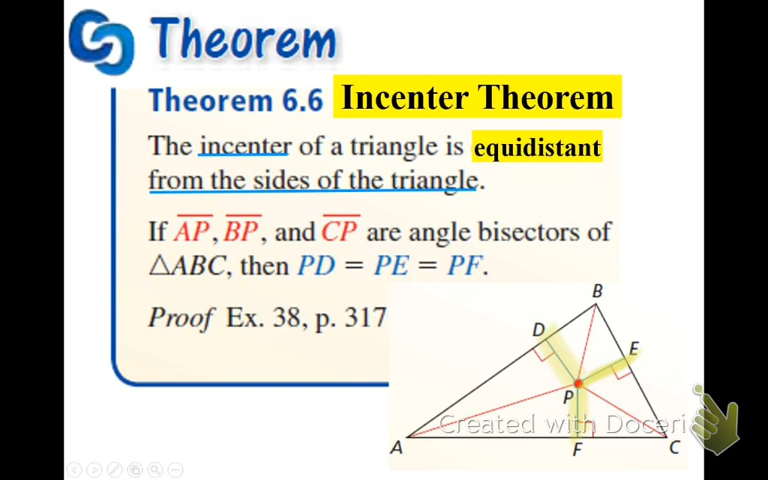 Theorem
Theorem 6.6 Incenter Theorem
The incenter of a triangle is equidistant
from the sides of the triangle.
If AP, BP, and CP are angle bisectors of
△ABC, then PD = PE = PF.
Proof Ex. 38, p. 317
B
D
E
P
Created with Doceri
A
F
C